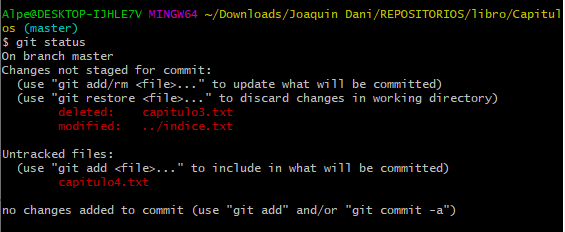 Alpe@DESKTOP-IJHLE7V MINGW64 ~/Downloads/Joaquin Dani/REPOSITORIOS/libro/Capitul
os (master)
$ git status
On branch master
Changes not staged for commit:
  (use "git add/rm <file>..." to update what will be committed)
  (use "git restore <file>..." to discard changes in working directory)
        deleted:    capitulo3.txt
        modified:   ../indice.txt

Untracked files:
  (use "git add <file>..." to include in what will be committed)
        capitulo4.txt

no changes added to commit (use "git add" and/or "git commit -a")